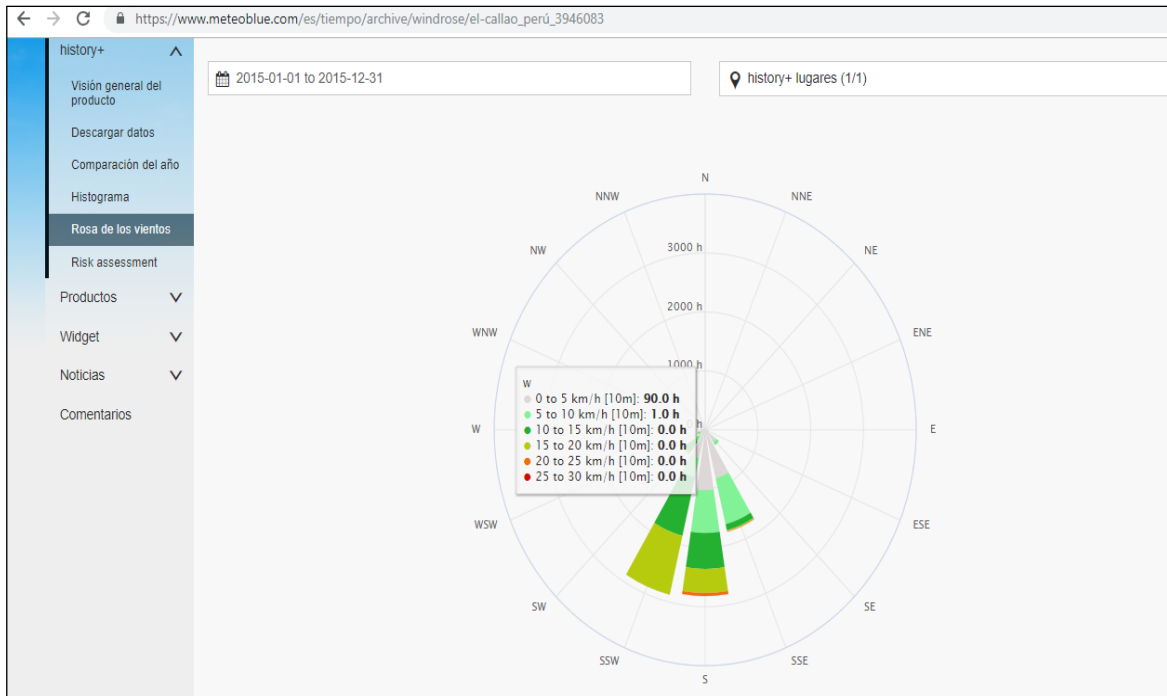 https://www.meteoblue.com/es/tiempo/archive/windrose/el-callao_perú_3946083
history+
Visión general del
producto
Descargar datos
Comparación del año
Histograma
Rosa de los vientos
Risk assessment
Productos
Widget
Noticias
Comentarios
2015-01-01 to 2015-12-31
history+ lugares (1/1)
N
NNW
NNE
3000 h
NW
NE
2000 h
WNW
ENE
1000 h
W
0 to 5 km/h [10m]: 90.0 h
5 to 10 km/h [10m]: 1.0 h
10 to 15 km/h [10m]: 0.0 h
15 to 20 km/h [10m]: 0.0 h
20 to 25 km/h [10m]: 0.0 h
25 to 30 km/h [10m]: 0.0 h
h
W
E
WSW
ESE
SW
SE
SSW
SSE
S